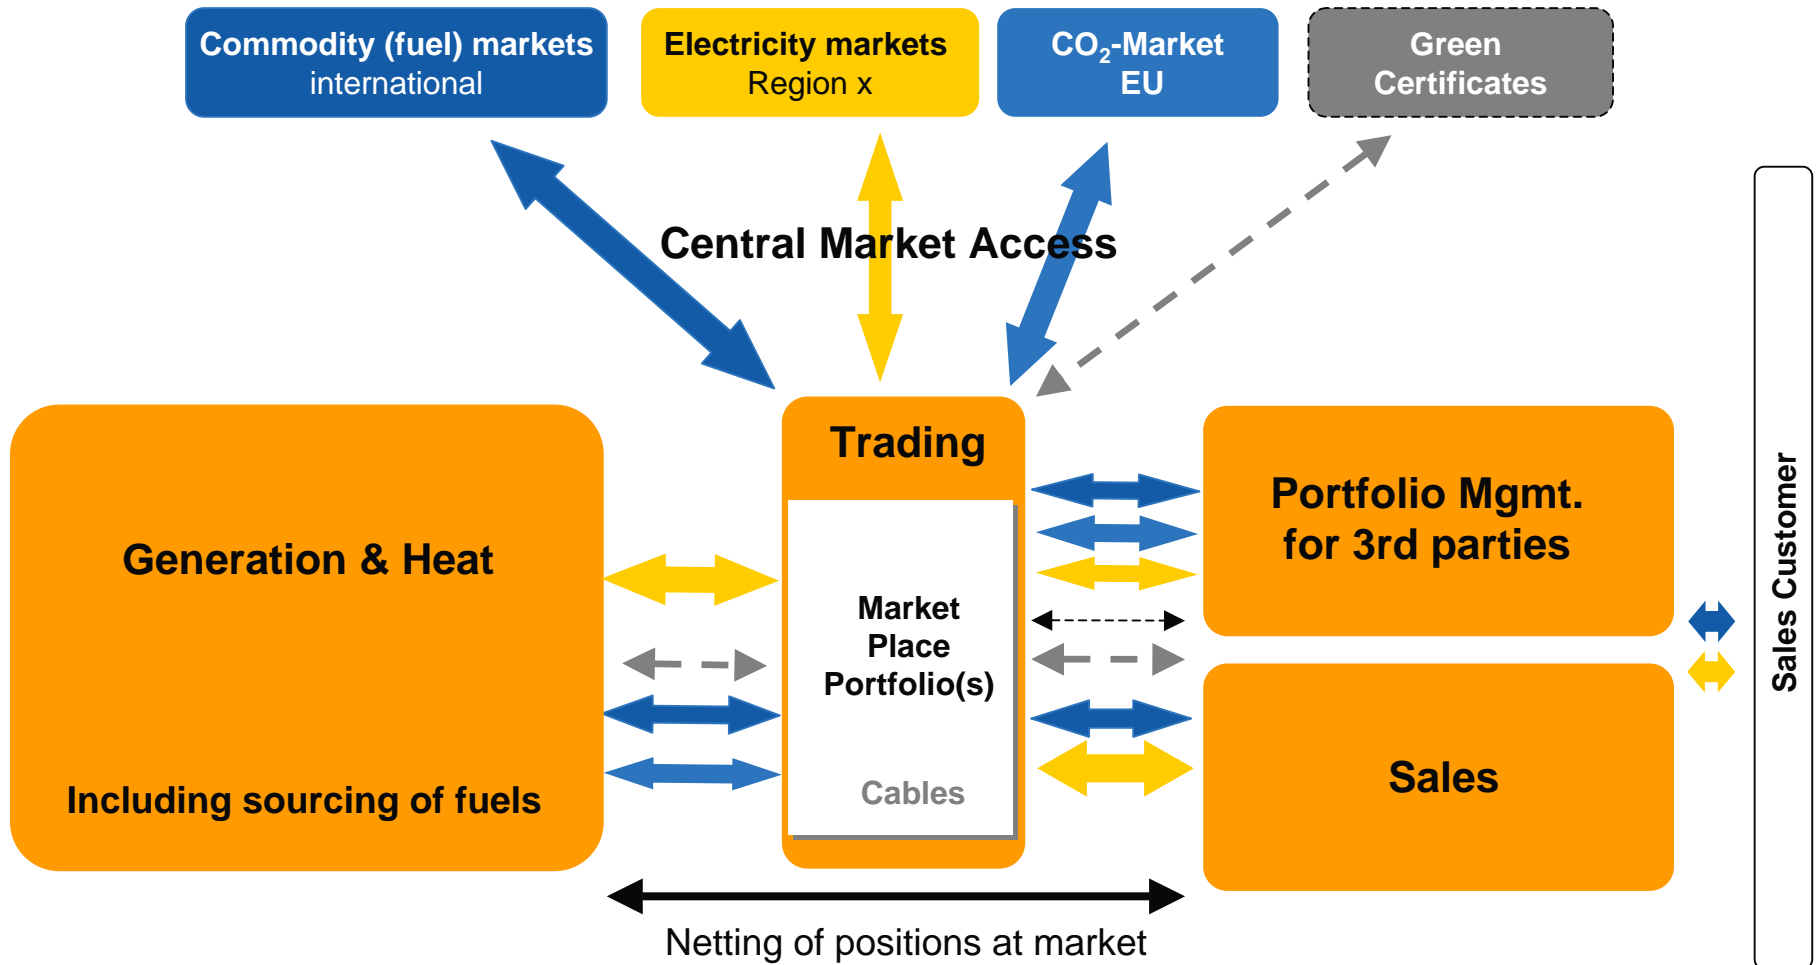 Commodity (fuel) markets
international
Electricity markets
Region x
CO₂-Market
EU
Green
Certificates
Central Market Access
Trading
Generation & Heat
Including sourcing of fuels
Market
Place
Portfolio(s)
Cables
Portfolio Mgmt.
for 3rd parties
Sales
Sales Customer
Netting of positions at market